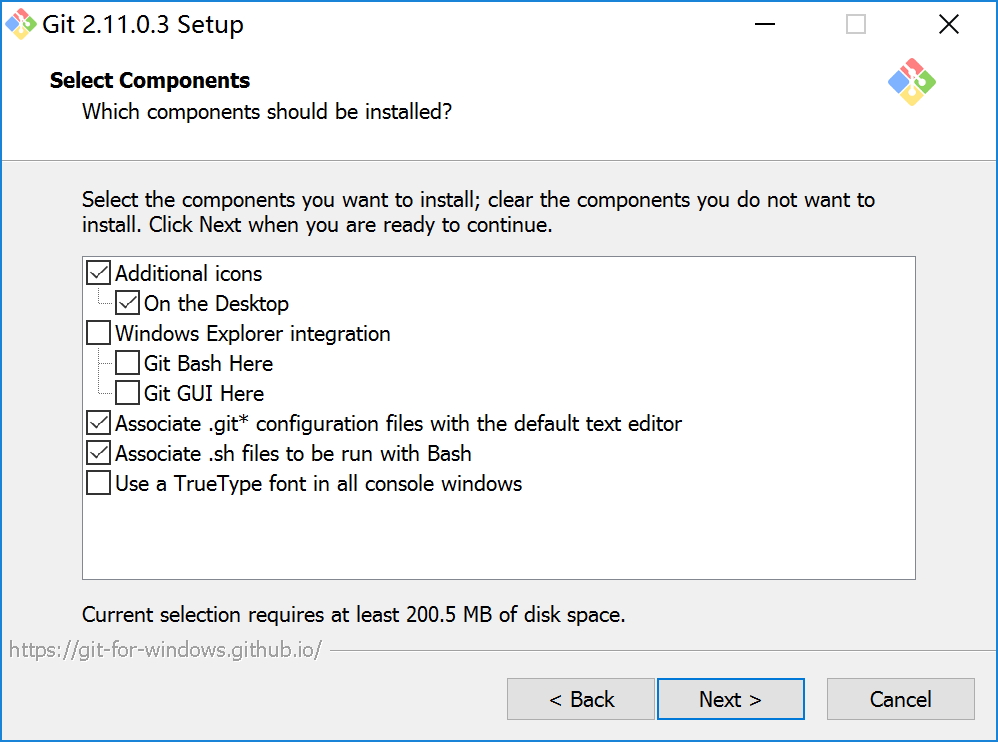 Git 2.11.0.3 Setup
Select Components
Which components should be installed?
Select the components you want to install; clear the components you do not want to
install. Click Next when you are ready to continue.
Additional icons
On the Desktop
Windows Explorer integration
Git Bash Here
Git GUI Here
Associate .git* configuration files with the default text editor
Associate .sh files to be run with Bash
Use a TrueType font in all console windows
Current selection requires at least 200.5 MB of disk space.
https://git-for-windows.github.io/
< Back Next > Cancel